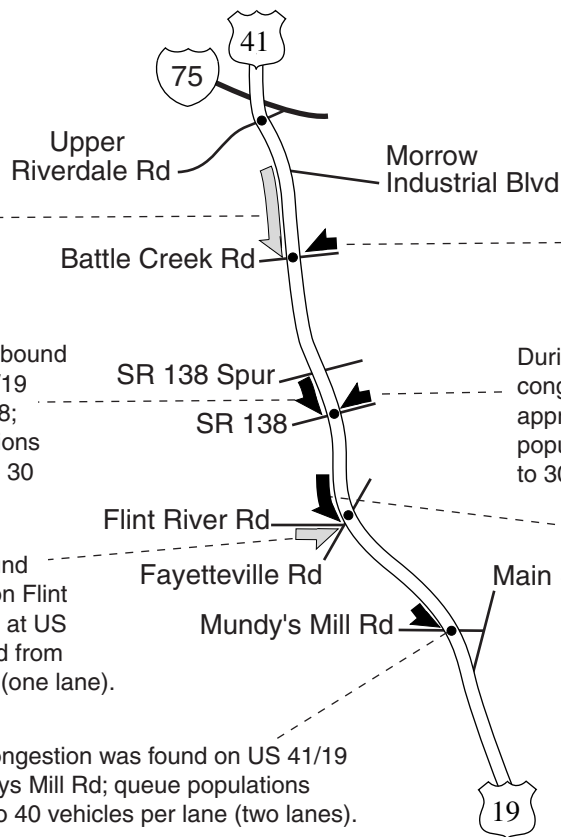 41
75
Upper
Riverdale Rd
Morrow
Industrial Blvd
Battle Creek Rd
bound
/19
8;
ions
30
SR 138 Spur
SR 138
Duri
cong
appr
popu
to 30
Flint River Rd
Fayetteville Rd
und
on Flint
at US
d from
(one lane).
Main
Mundy's Mill Rd
ongestion was found on US 41/19
ys Mill Rd; queue populations
o 40 vehicles per lane (two lanes).
19